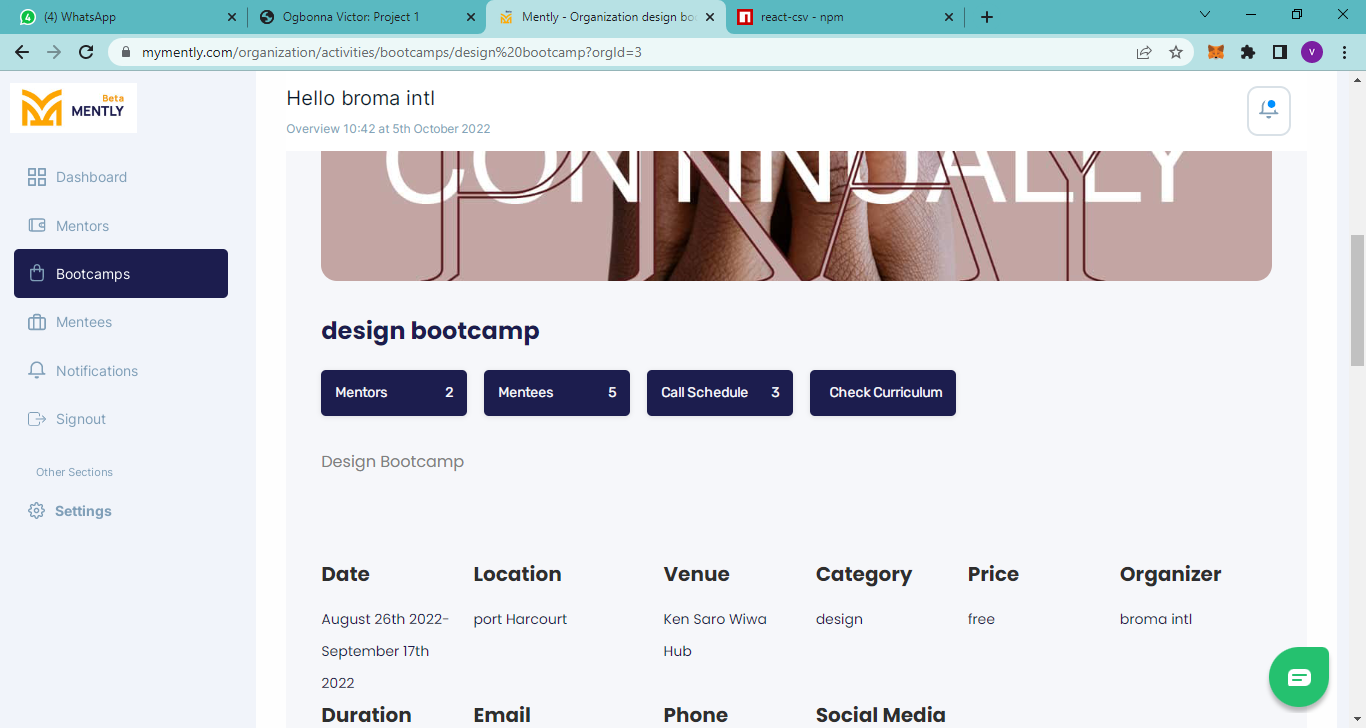 (4) WhatsApp
Ogbonna Victor: Project 1
Mently - Organization design bo
react-csv - npm
mymently.com/organization/activities/bootcamps/design%20bootcamp?orgId=3
V
Beta
MENTLY
Dashboard
Mentors
Bootcamps
Mentees
Notifications
Signout
Other Sections
Settings
Hello broma intl
Overview 10:42 at 5th October 2022
CONTINUALLY
PRAY
design bootcamp
Mentors 2
Mentees 5
Call Schedule 3
Check Curriculum
Design Bootcamp
Date
August 26th 2022-
September 17th
2022
Location
port Harcourt
Venue
Ken Saro Wiwa
Hub
Category
design
Price
free
Organizer
broma intl
Duration
Email
Phone
Social Media